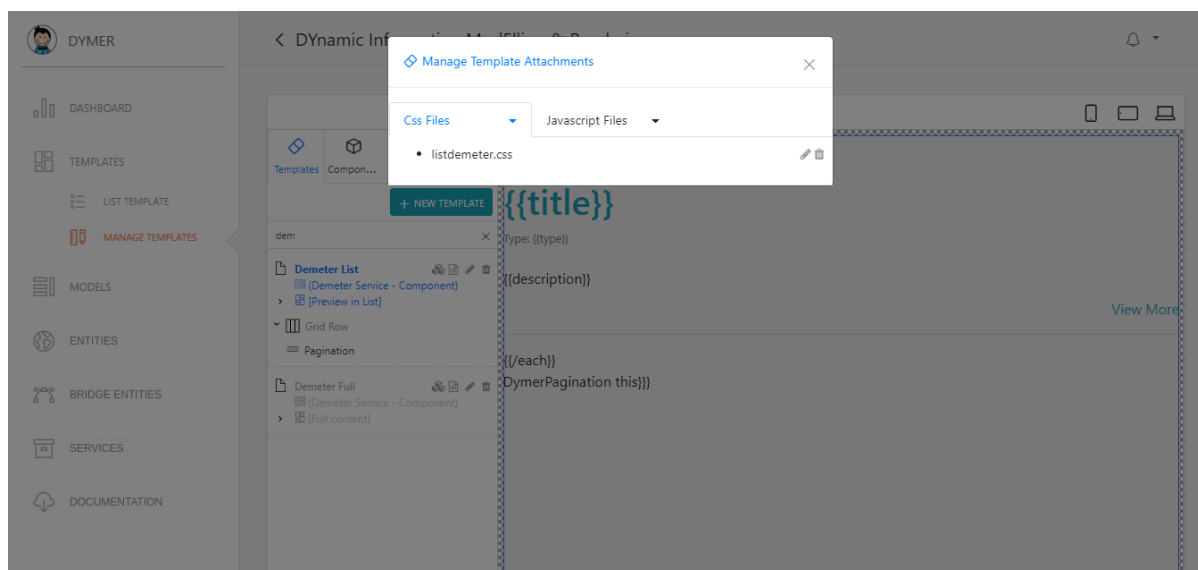 DYMER
DYnamic Inf
Manage Template Attachments
DASHBOARD
Css Files
Javascript Files
listdemeter.css
TEMPLATES
Templates
Compon...
LIST TEMPLATE
+ NEW TEMPLATE
{{title}}
MANAGE TEMPLATES
dem
Type: {{type}}
Demeter List
(Demeter Service - Component)
[Preview in List]
{{description}}
MODELS
View More
Grid Row
ENTITIES
Pagination
{{/each}}
Demeter Full
DymerPagination this}}}
(Demeter Service - Component)
[Full content]
BRIDGE ENTITIES
SERVICES
DOCUMENTATION